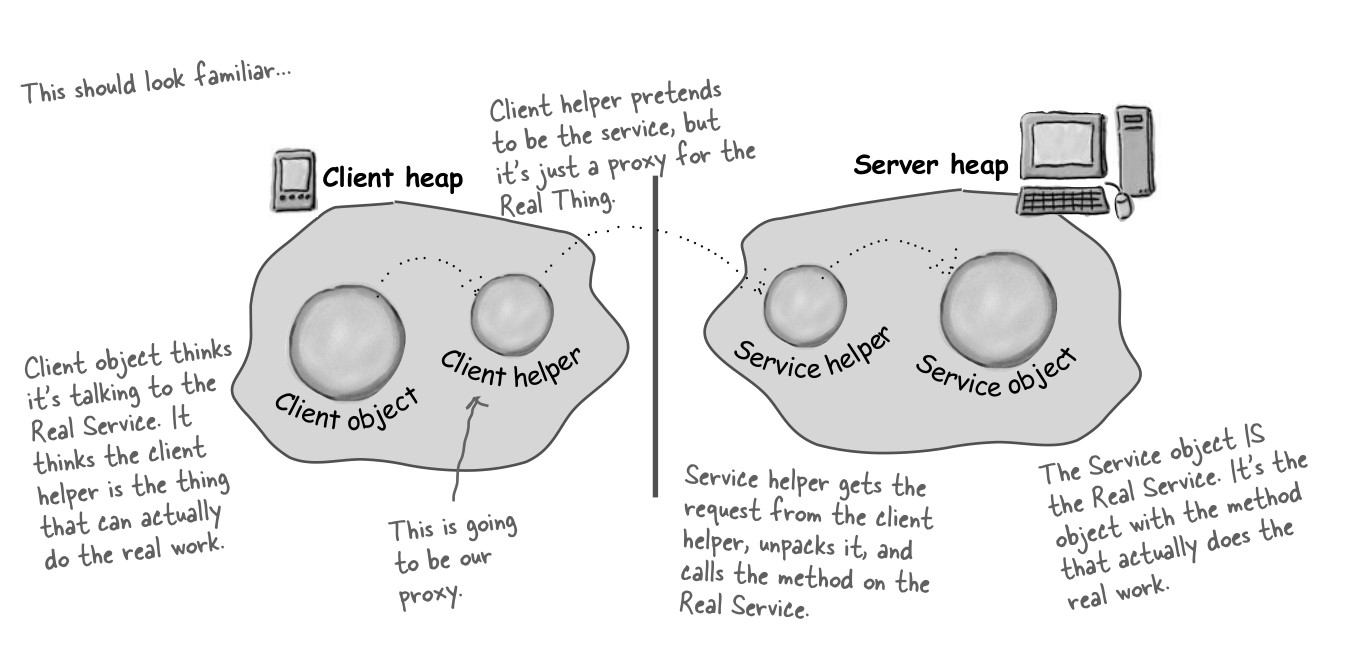 This should look familiar...
Client helper pretends
to be the service, but
it's just a proxy for the
Real Thing.
Client heap
Server heap
Client object
Client helper
Service helper
Service object
Client object thinks
it's talking to the
Real Service. It
thinks the client
helper is the thing
that can actually
do the real work.
This is going
to be our
proxy.
Service helper gets the
request from the client
helper, unpacks it, and
calls the method on the
Real Service.
The Service object IS
the Real Service. It's the
object with the method
that actually does the
real work.